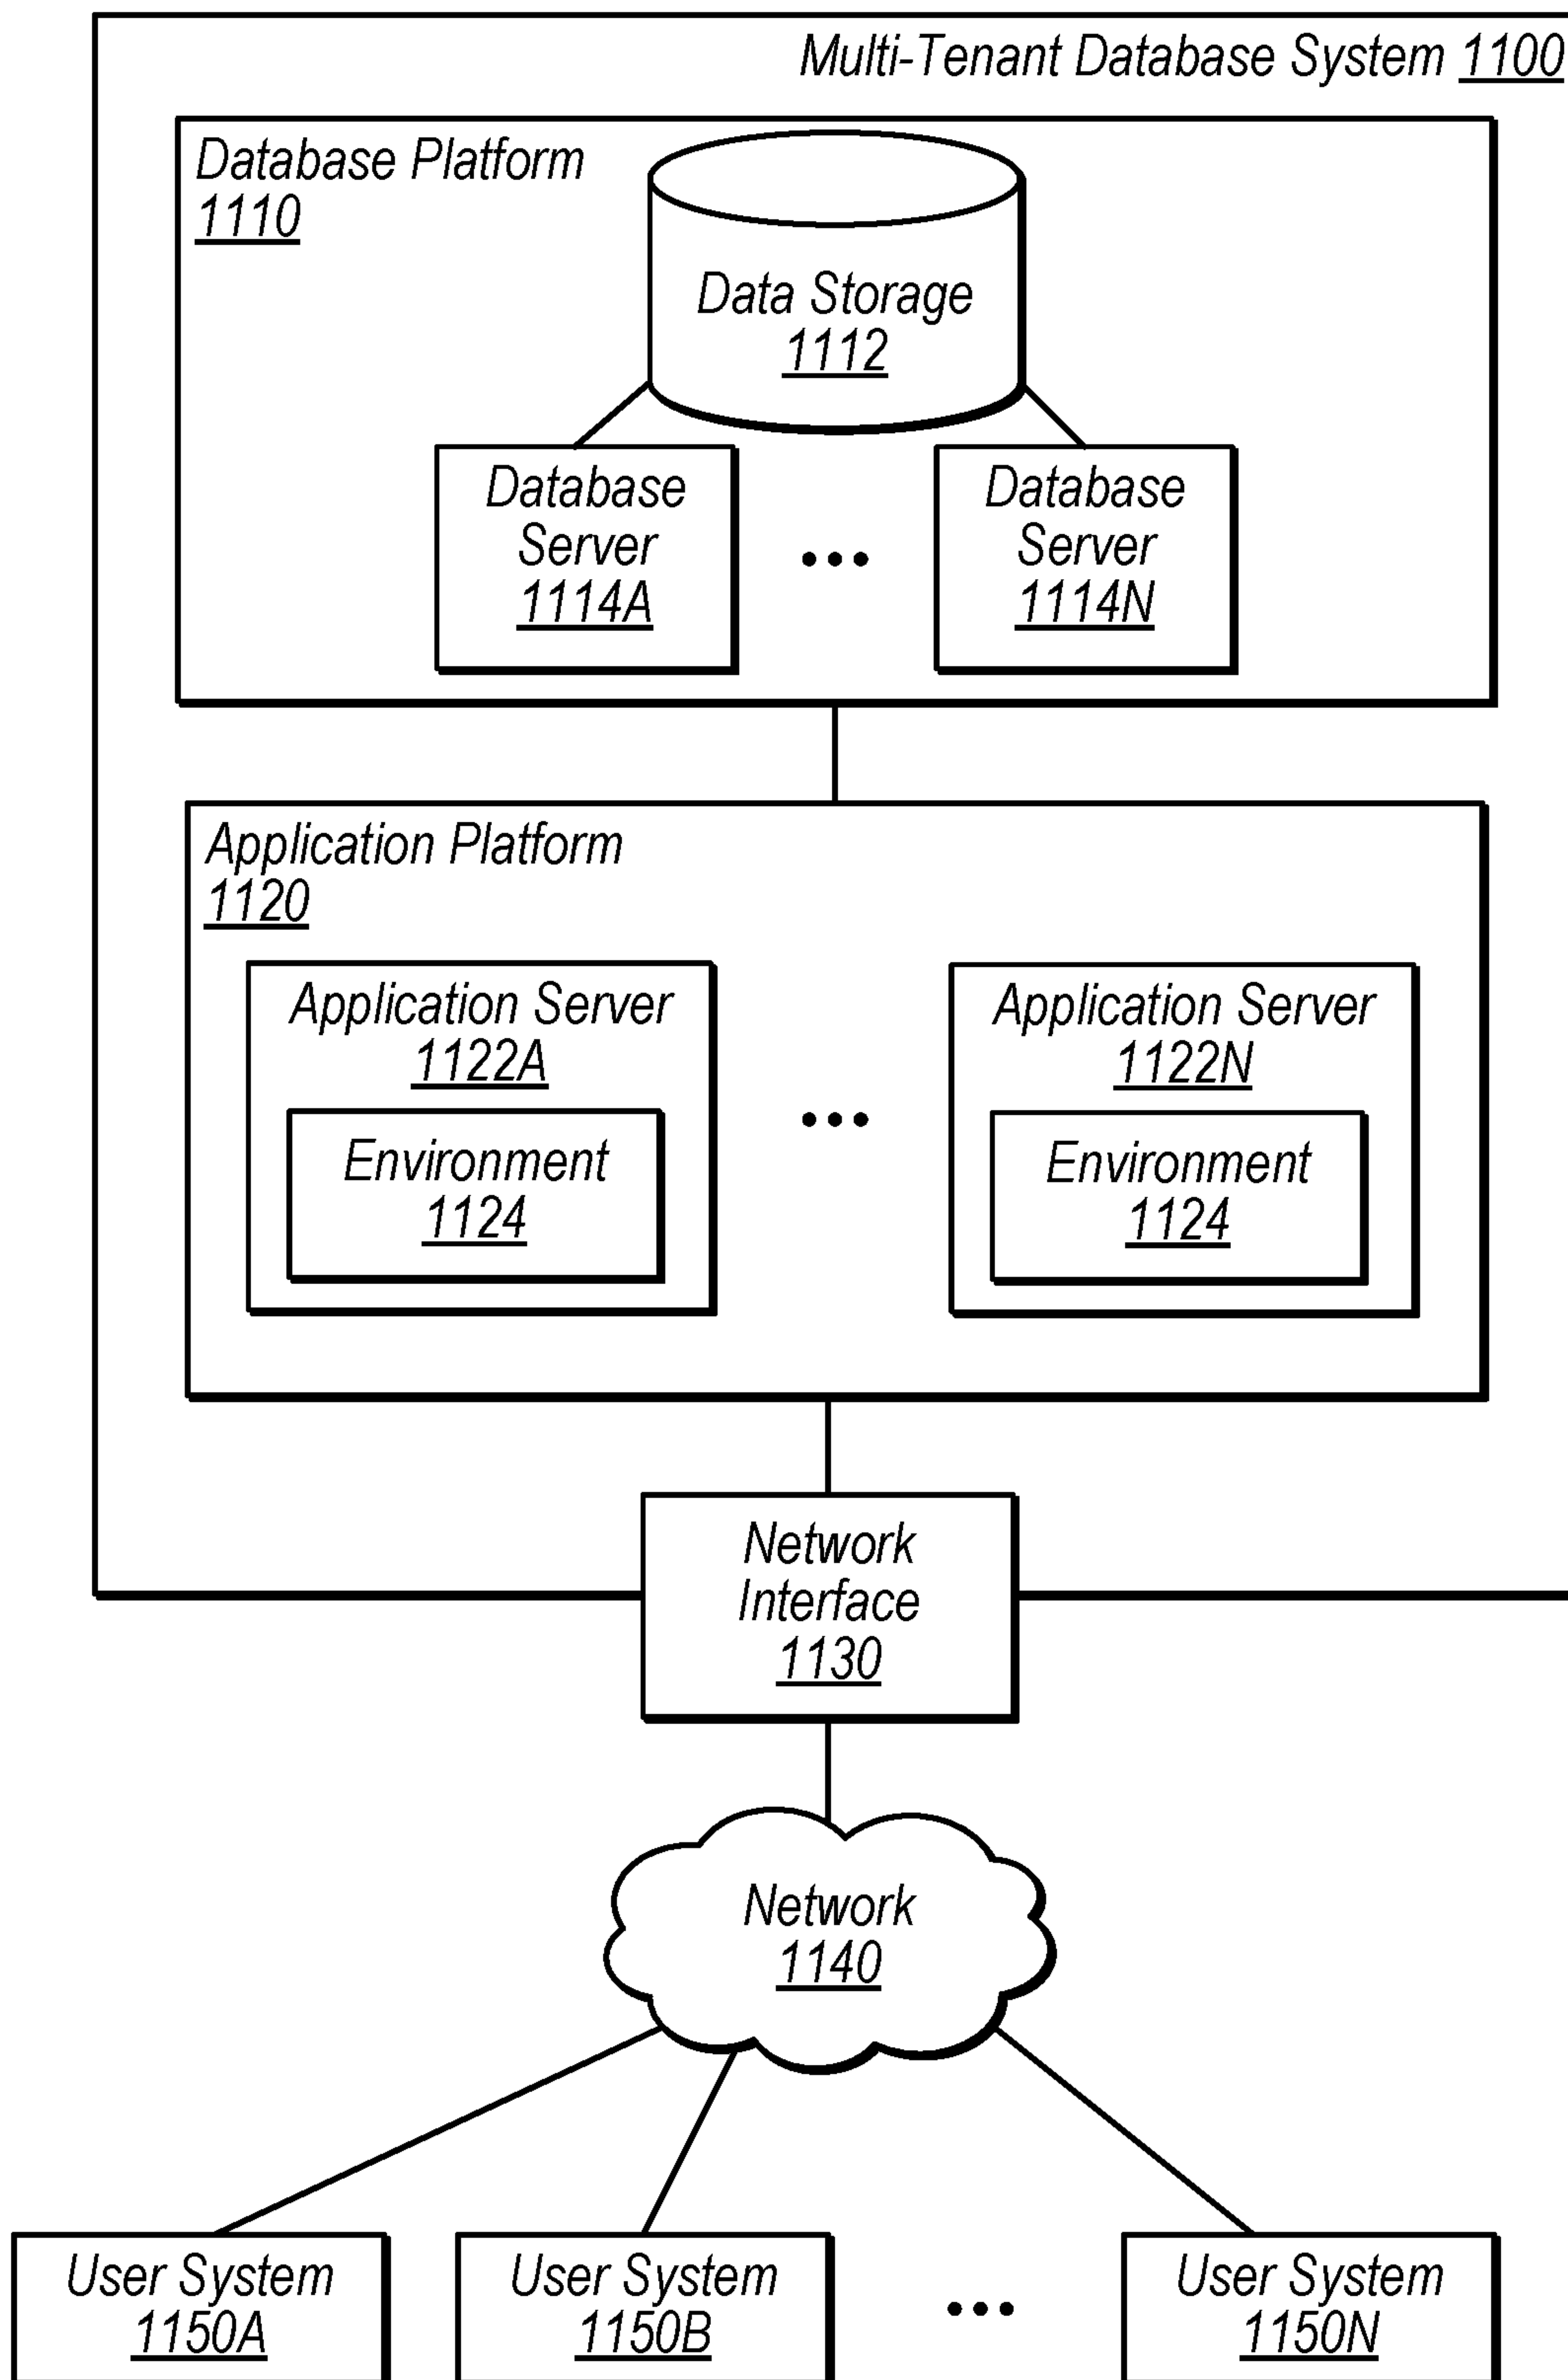 Multi-Tenant Database System 1100
Database Platform
1110
Data Storage
1112
Database
Server
1114A
Database
Server
1114N
Application Platform
1120
Application Server
1122A
Environment
1124
Application Server
1122N
Environment
1124
Network
Interface
1130
Network
1140
User System
1150A
User System
1150B
User System
1150N